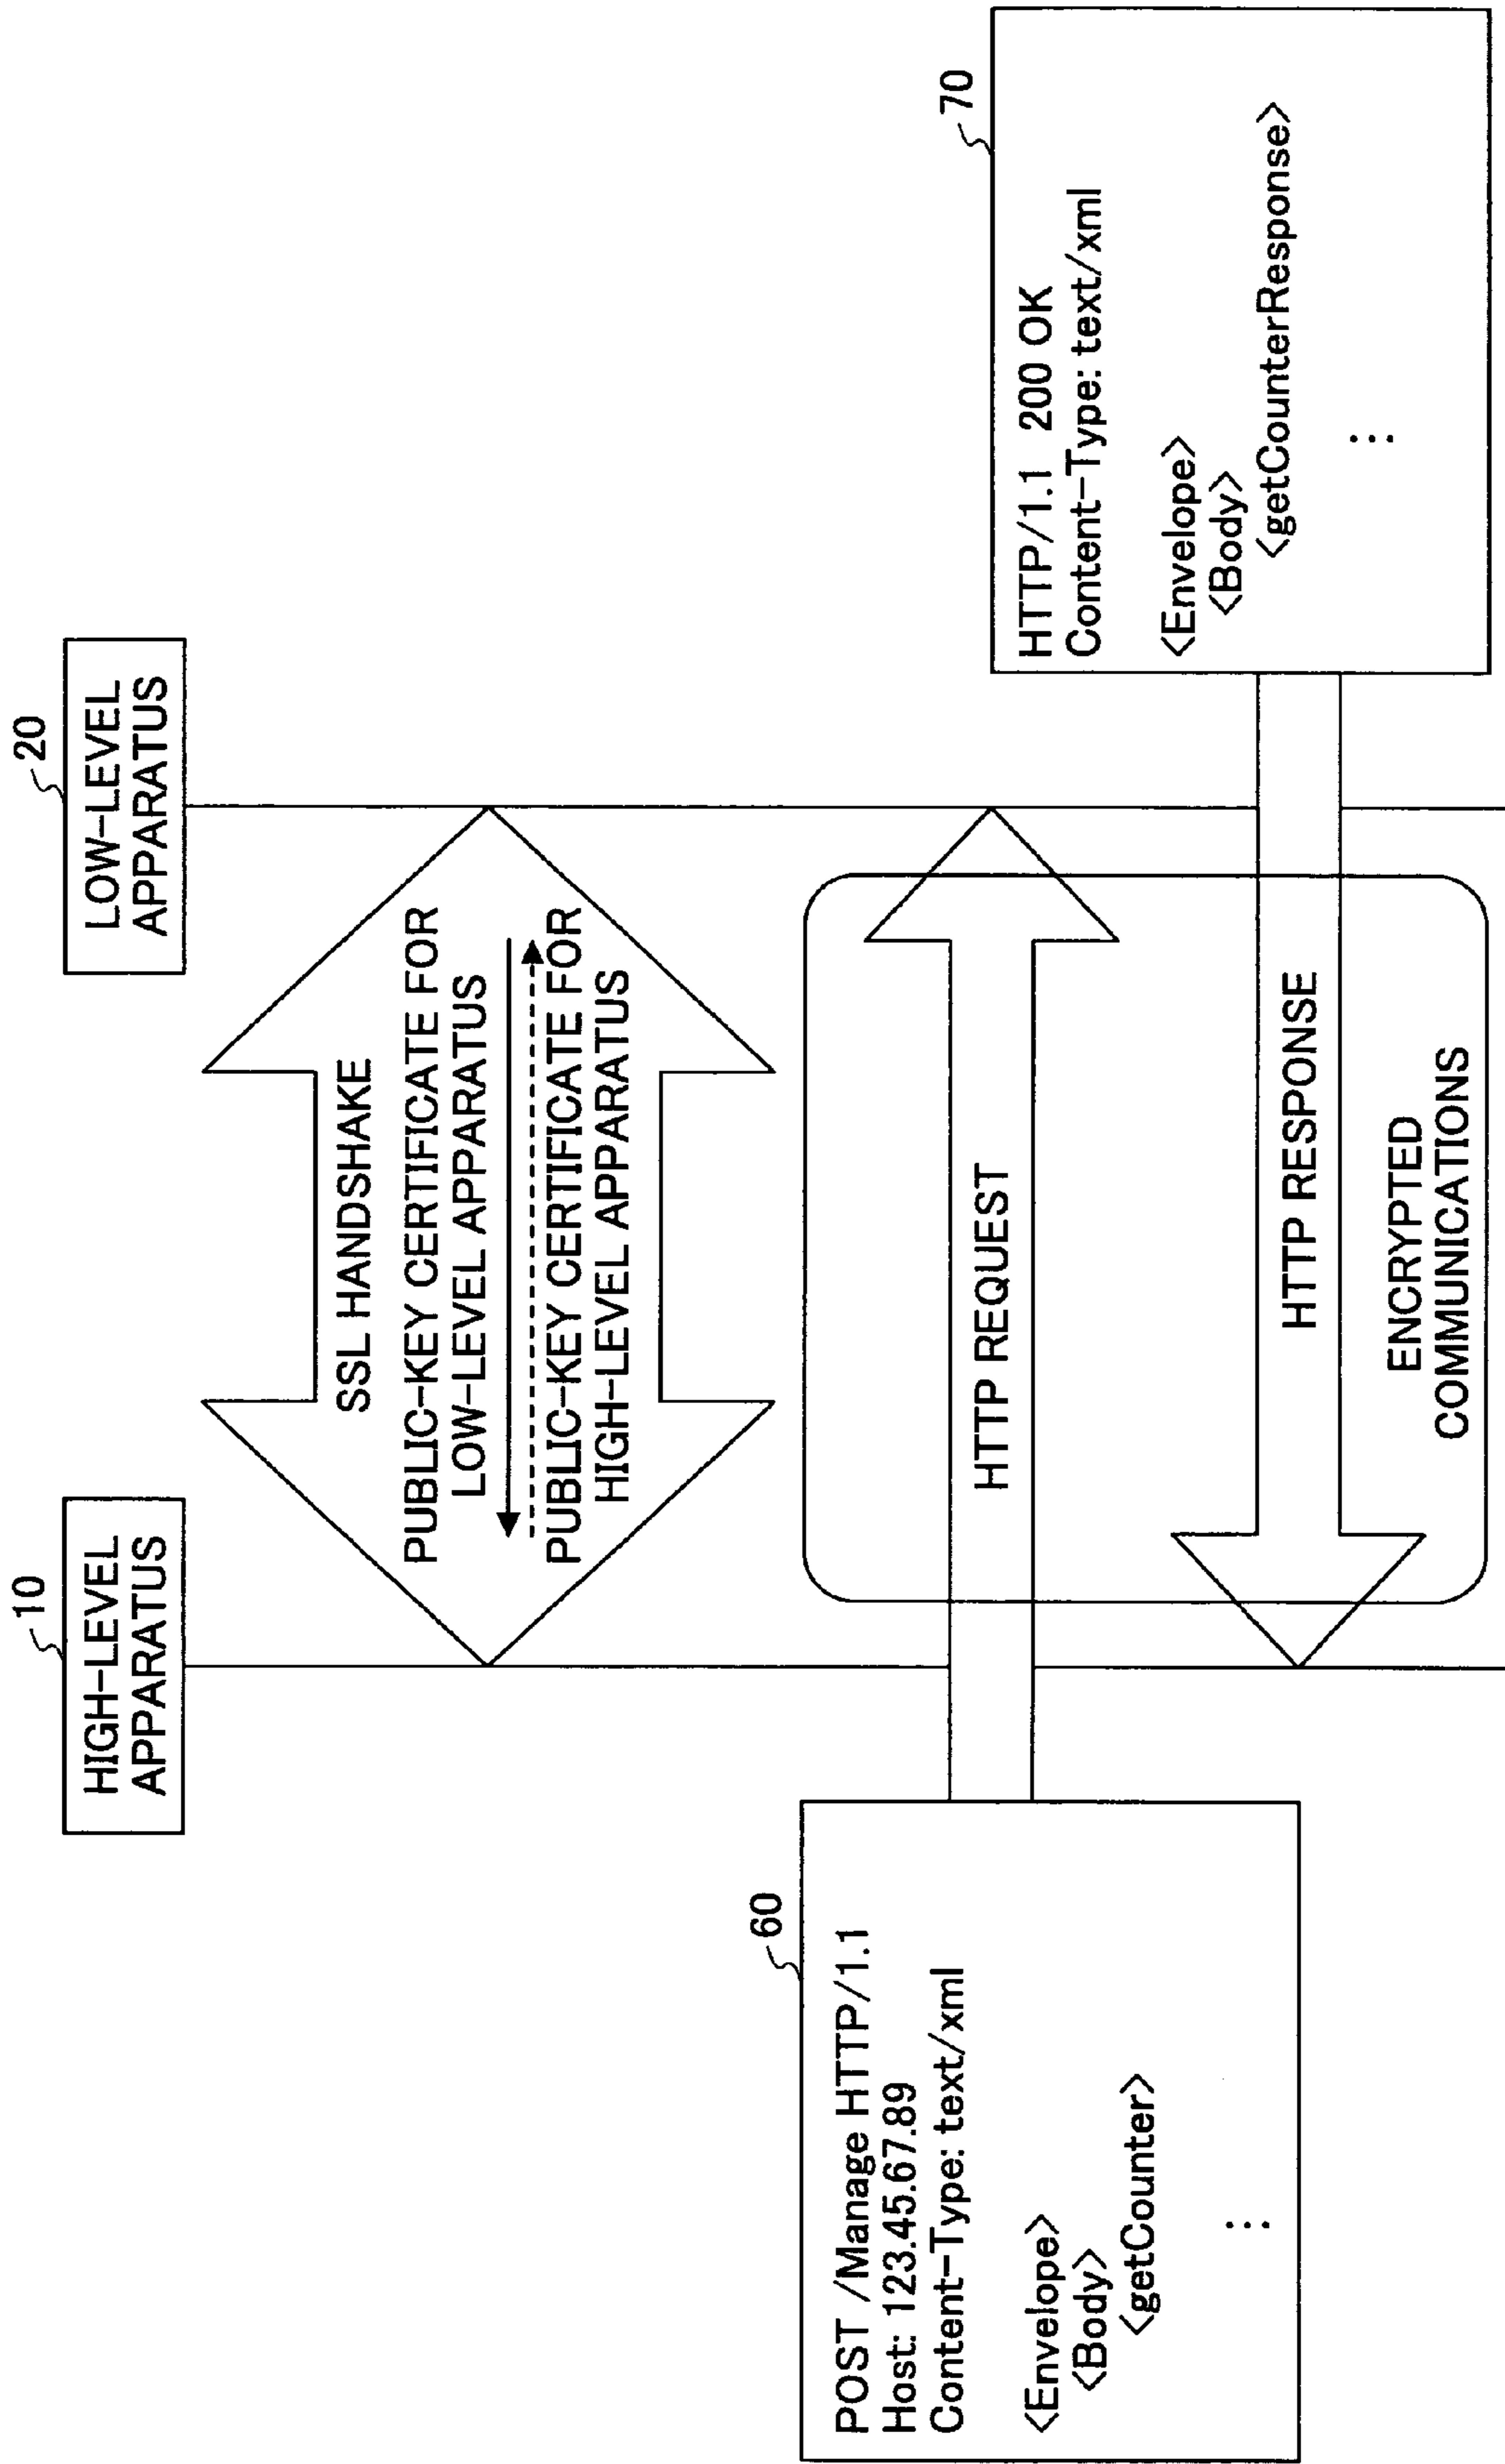 10
HIGH-LEVEL
APPARATUS
20
LOW-LEVEL
APPARATUS
SSL HANDSHAKE
PUBLIC-KEY CERTIFICATE FOR
LOW-LEVEL APPARATUS
PUBLIC-KEY CERTIFICATE FOR
HIGH-LEVEL APPARATUS
60
POST /Manage HTTP/1.1
Host: 123.45.67.89
Content-Type: text/xml
<Envelope>
<Body>
<getCounter>
⋮
HTTP REQUEST
70
HTTP/1.1 200 OK
Content-Type: text/xml
<Envelope>
<Body>
<getCounterResponse>
⋮
HTTP RESPONSE
ENCRYPTED
COMMUNICATIONS